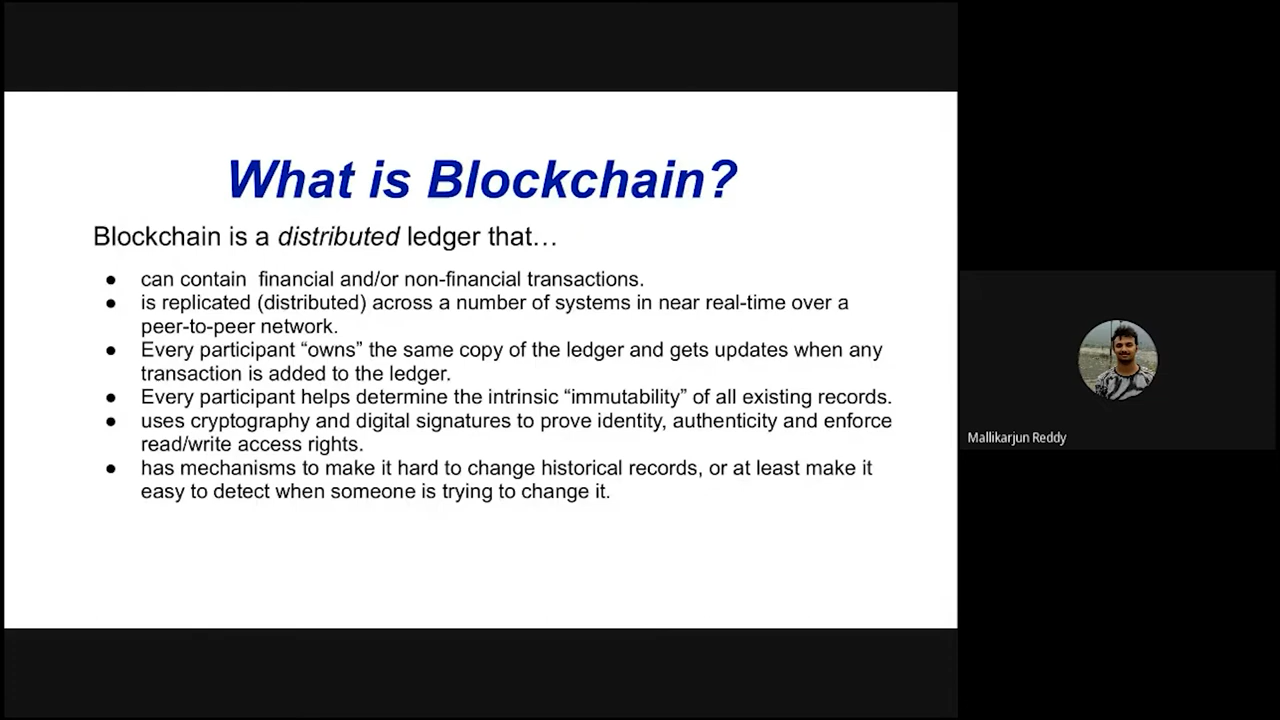 What is Blockchain?
Blockchain is a distributed ledger that…
● can contain  financial and/or non-financial transactions.
● is replicated (distributed) across a number of systems in near real-time over a
peer-to-peer network.
● Every participant “owns” the same copy of the ledger and gets updates when any
transaction is added to the ledger.
● Every participant helps determine the intrinsic “immutability” of all existing records.
● uses cryptography and digital signatures to prove identity, authenticity and enforce
read/write access rights.
● has mechanisms to make it hard to change historical records, or at least make it
easy to detect when someone is trying to change it.
Mallikarjun Reddy